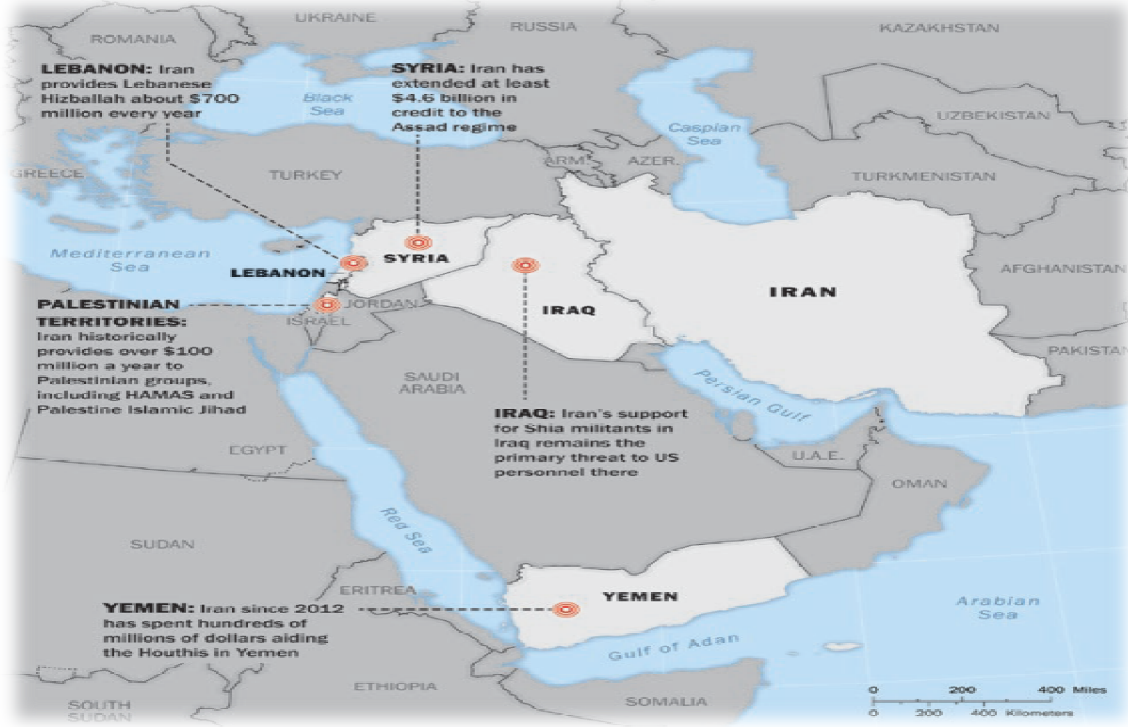 UKRAINE
RUSSIA
KAZAKHSTAN
ROMANIA
LEBANON: Iran
provides Lebanese
Hizballah about $700
million every year
SYRIA: Iran has
extended at least
$4.6 billion in
credit to the
Assad regime
Black
Sea
Caspian
Sea
UZBEKISTAN
GREECE
TURKEY
ARM.
AZER.
TURKMENISTAN
Mediterranean
Sea
LEBANON
SYRIA
IRAQ
IRAN
AFGHANISTAN
PALESTINIAN
TERRITORIES:
Iran historically
provides over $100
million a year to
Palestinian groups,
including HAMAS and
Palestine Islamic Jihad
JORDAN
ISRAEL
PAKISTAN
SAUDI
ARABIA
Persian Gulf
IRAQ: Iran's support
for Shia militants in
Iraq remains the
primary threat to US
personnel there
EGYPT
U.A.E.
OMAN
Red Sea
SUDAN
ERITREA
YEMEN: Iran since 2012
has spent hundreds of
millions of dollars aiding
the Houthis in Yemen
YEMEN
Arabian
Sea
Gulf of Adan
ETHIOPIA
SOMALIA
SOUTH
SUDAN
0 200 400 Miles
0 200 400 Kilometers